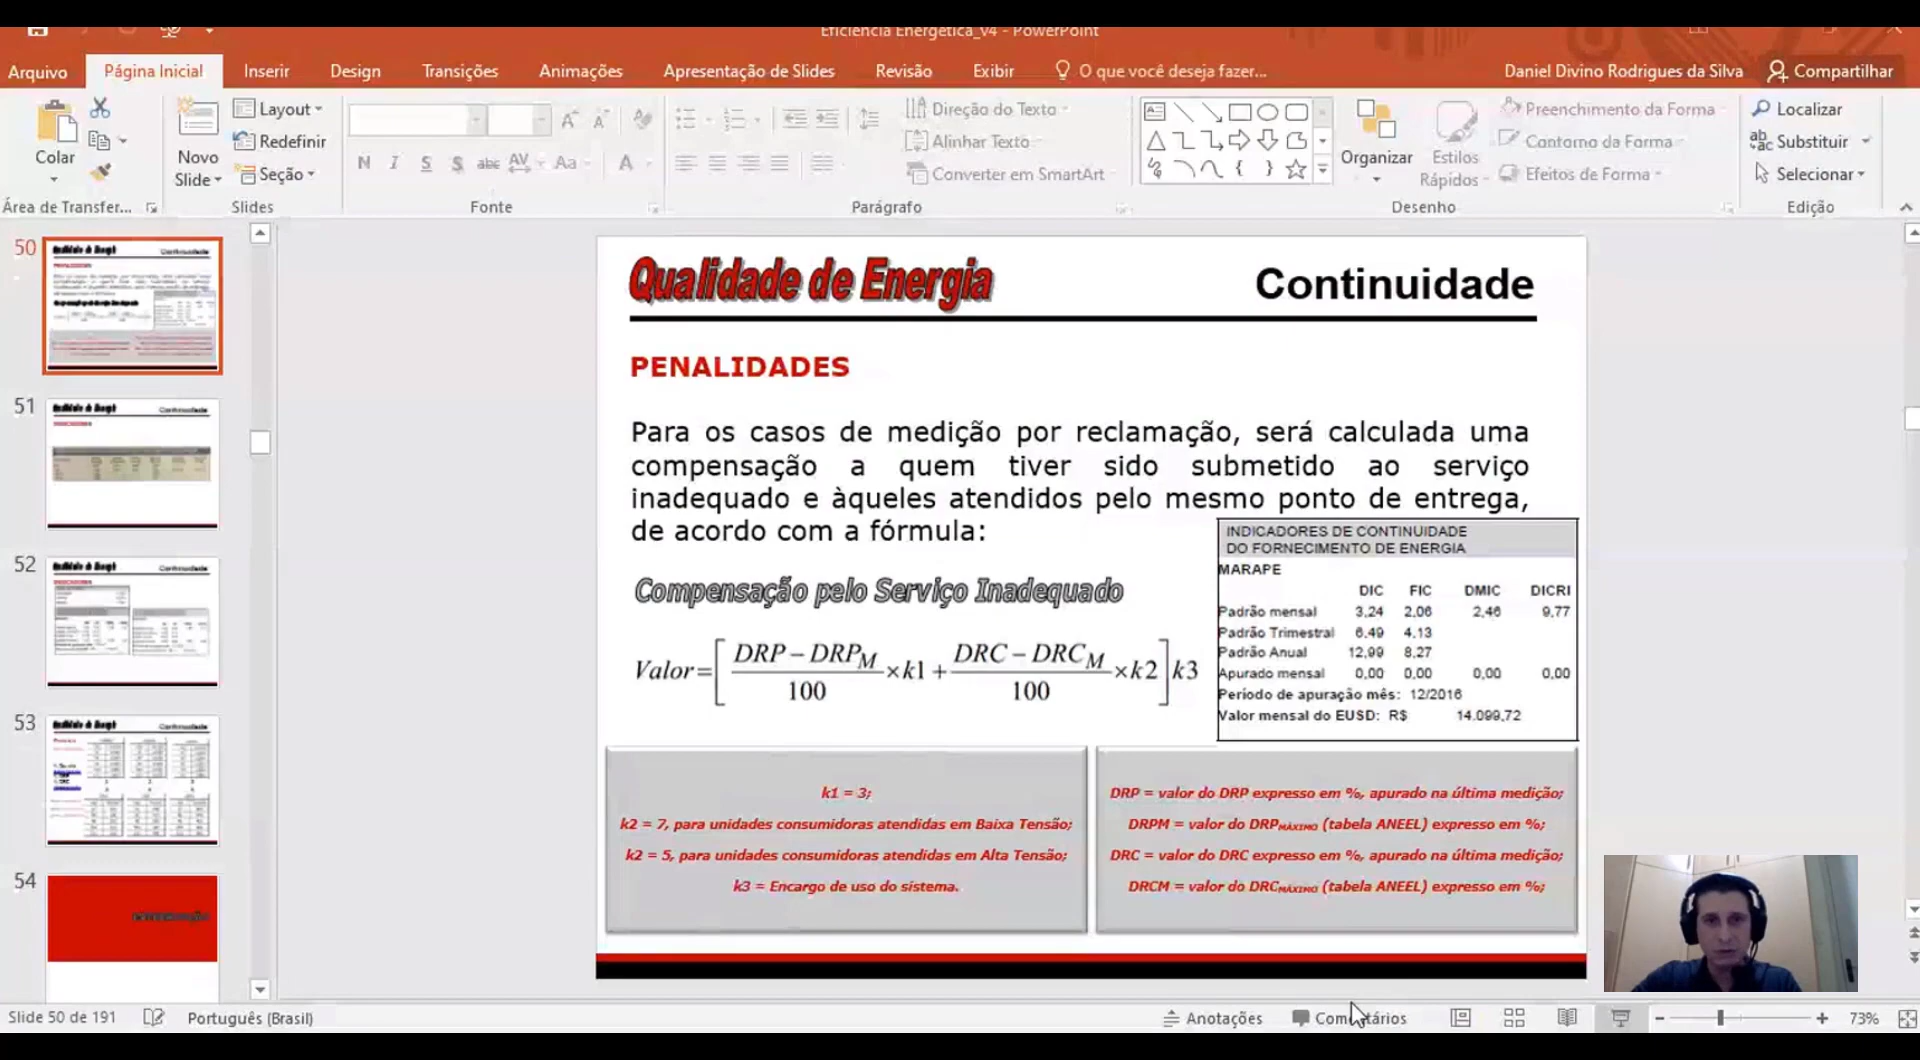 Eficiência Energética_v4 - PowerPoint
Arquivo
Página Inicial
Inserir
Design
Transições
Animações
Apresentação de Slides
Revisão
Exibir
O que você deseja fazer...
Daniel Divino Rodrigues da Silva
Compartilhar
Colar
Novo
Slide
Layout
Redefinir
Seção
N I S S abc AV Aa A
Direção do Texto
Alinhar Texto
Converter em SmartArt
Organizar
Estilos
Rápidos
Preenchimento da Forma
Contorno da Forma
Efeitos de Forma
Localizar
Substituir
Selecionar
Área de Transfer...
Slides
Fonte
Parágrafo
Desenho
Edição
50
51
52
53
54
Qualidade de Energia
Continuidade
PENALIDADES
Para os casos de medição por reclamação, será calculada uma
compensação a quem tiver sido submetido ao serviço
inadequado e àqueles atendidos pelo mesmo ponto de entrega,
de acordo com a fórmula:
Compensação pelo Serviço Inadequado
Valor=[ (DRP − DRP_M)/100 ×k1 + (DRC − DRC_M)/100 ×k2 ] k3
INDICADORES DE CONTINUIDADE
DO FORNECIMENTO DE ENERGIA
MARAPE
DIC FIC DMIC DICRI
Padrão mensal 3,24 2,06 2,46 9,77
Padrão Trimestral 6,49 4,13
Padrão Anual 12,99 8,27
Apurado mensal 0,00 0,00 0,00 0,00
Período de apuração mês: 12/2016
Valor mensal do EUSD: R$ 14.099,72
k1 = 3;
k2 = 7, para unidades consumidoras atendidas em Baixa Tensão;
k2 = 5, para unidades consumidoras atendidas em Alta Tensão;
k3 = Encargo de uso do sistema.
DRP = valor do DRP expresso em %, apurado na última medição;
DRPM = valor do DRPMÁXIMO (tabela ANEEL) expresso em %;
DRC = valor do DRC expresso em %, apurado na última medição;
DRCM = valor do DRCMÁXIMO (tabela ANEEL) expresso em %;
Slide 50 de 191
Português (Brasil)
Anotações
Comentários
73%